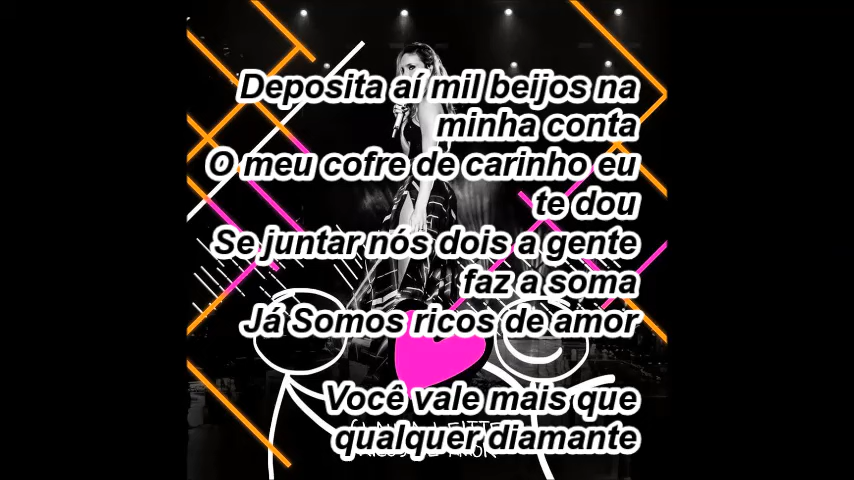 Deposita aí mil beijos na
minha conta
O meu cofre de carinho eu
te dou
Se juntar nós dois a gente
faz a soma
Já Somos ricos de amor
Você vale mais que
qualquer diamante